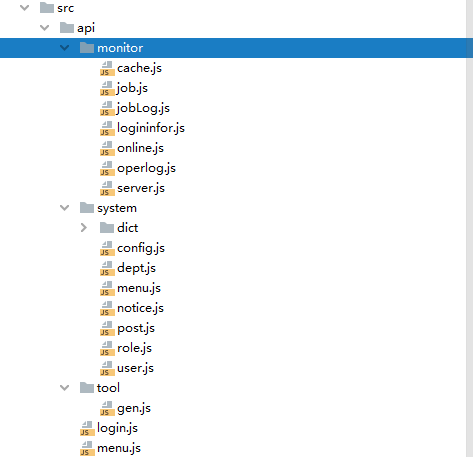 src
api
monitor
cache.js
job.js
jobLog.js
logininfor.js
online.js
operlog.js
server.js
system
dict
config.js
dept.js
menu.js
notice.js
post.js
role.js
user.js
tool
gen.js
login.js
menu.js